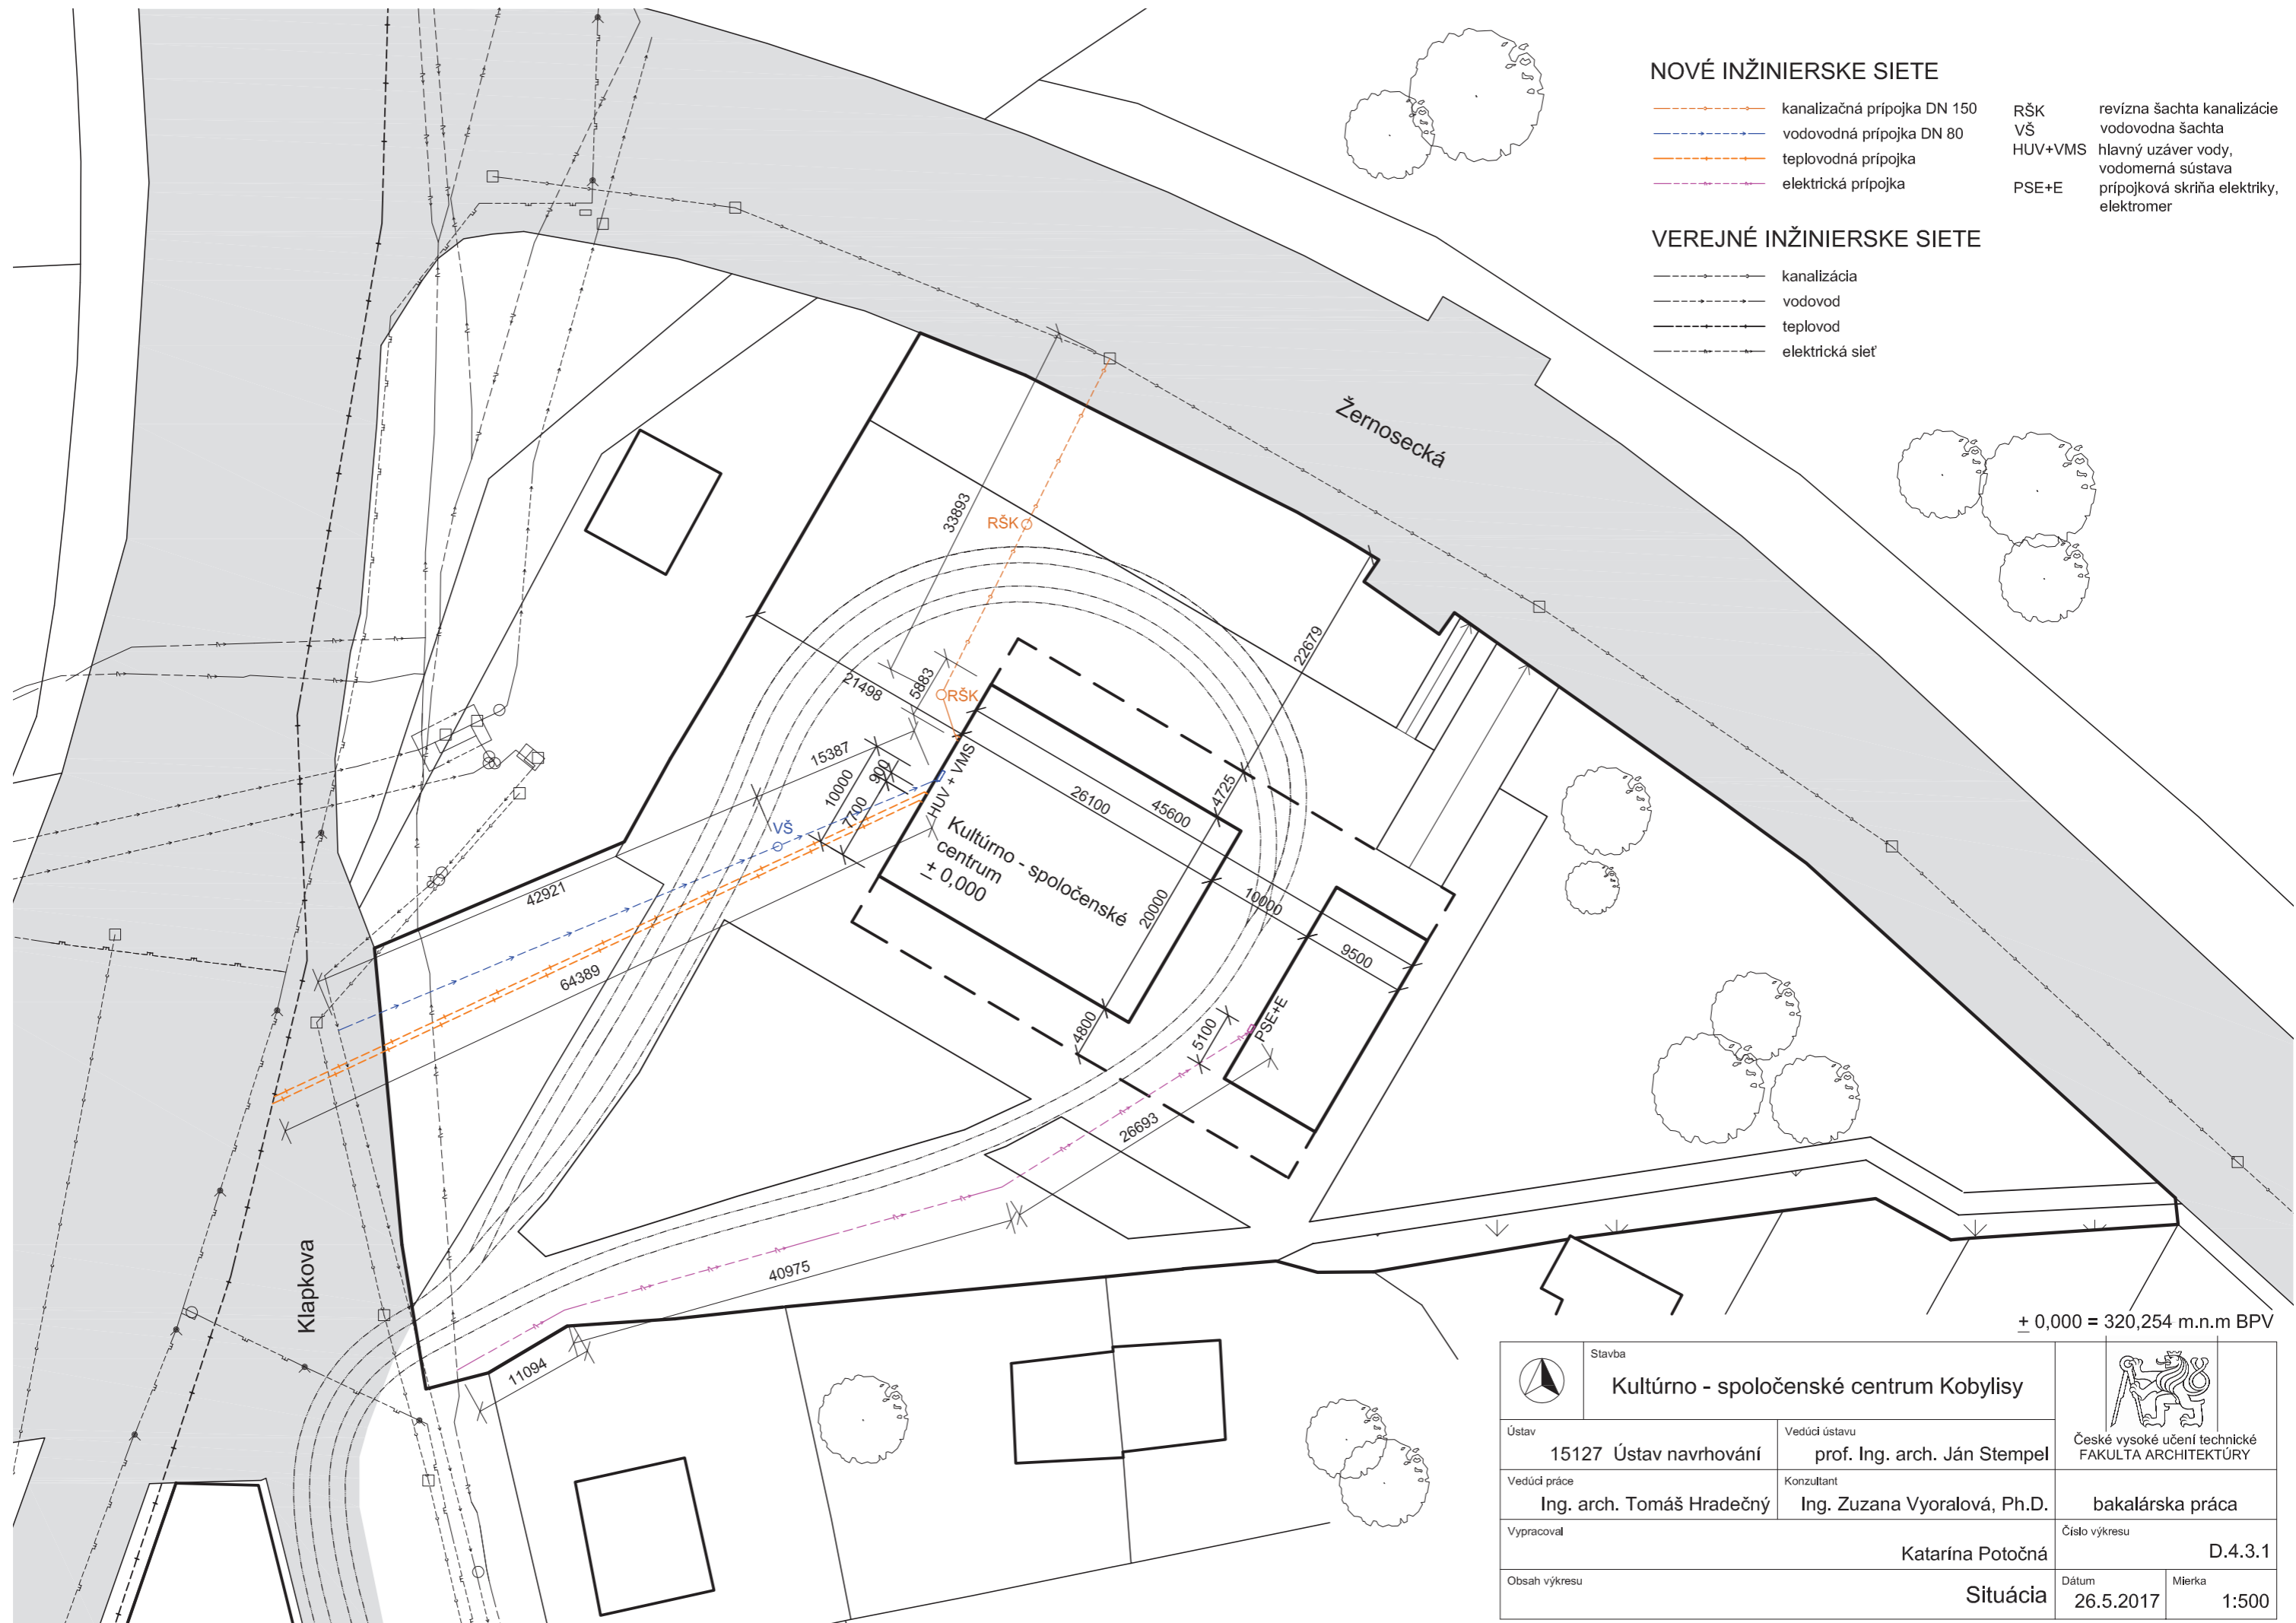 NOVÉ INŽINIERSKE SIETE
kanalizačná prípojka DN 150
vodovodná prípojka DN 80
teplovodná prípojka
elektrická prípojka
RŠK revízna šachta kanalizácie
VŠ vodovodna šachta
HUV+VMS hlavný uzáver vody,
vodomerná sústava
PSE+E prípojková skriňa elektriky,
elektromer
VEREJNÉ INŽINIERSKE SIETE
kanalizácia
vodovod
teplovod
elektrická sieť
Žernosecká
33893
RŠK
22679
21498
5883
RŠK
15387
10000
900
7700
HUV + VMS
VŠ
4725
26100
45600
Kultúrno - spoločenské
centrum
± 0,000
42921
20000
10000
9500
64389
4800
5100
PSE+E
26693
40975
11094
Klapkova
± 0,000 = 320,254 m.n.m BPV
Stavba
Kultúrno - spoločenské centrum Kobylisy
Ústav
15127 Ústav navrhování
Vedúci ústavu
prof. Ing. arch. Ján Stempel
České vysoké učení technické
FAKULTA ARCHITEKTÚRY
Vedúci práce
Ing. arch. Tomáš Hradečný
Konzultant
Ing. Zuzana Vyoralová, Ph.D.
bakalárska práca
Vypracoval
Katarína Potočná
Číslo výkresu
D.4.3.1
Obsah výkresu
Situácia
Dátum
26.5.2017
Mierka
1:500